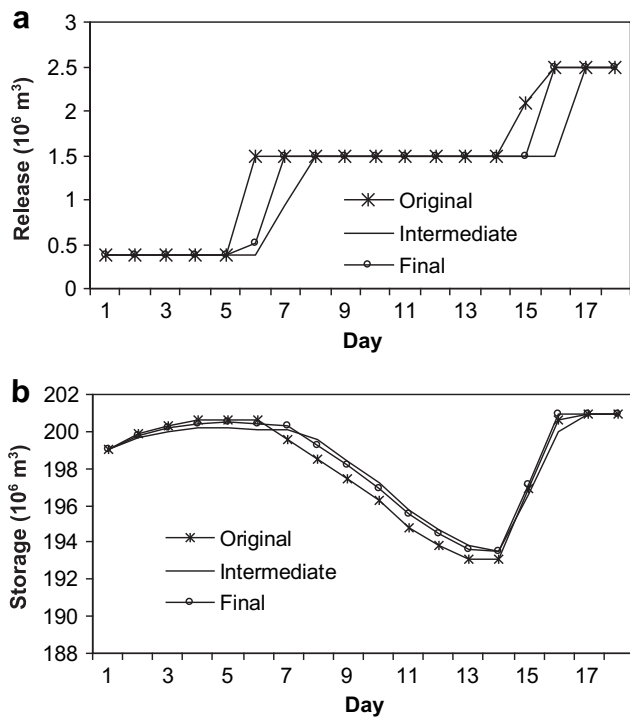 a
3
2.5
2
1.5
1
0.5
0
Release (10⁶ m³)
Original
Intermediate
Final
1 3 5 7 9 11 13 15 17
Day
b
202
200
198
196
194
192
190
188
Storage (10⁶ m³)
Original
Intermediate
Final
1 3 5 7 9 11 13 15 17
Day